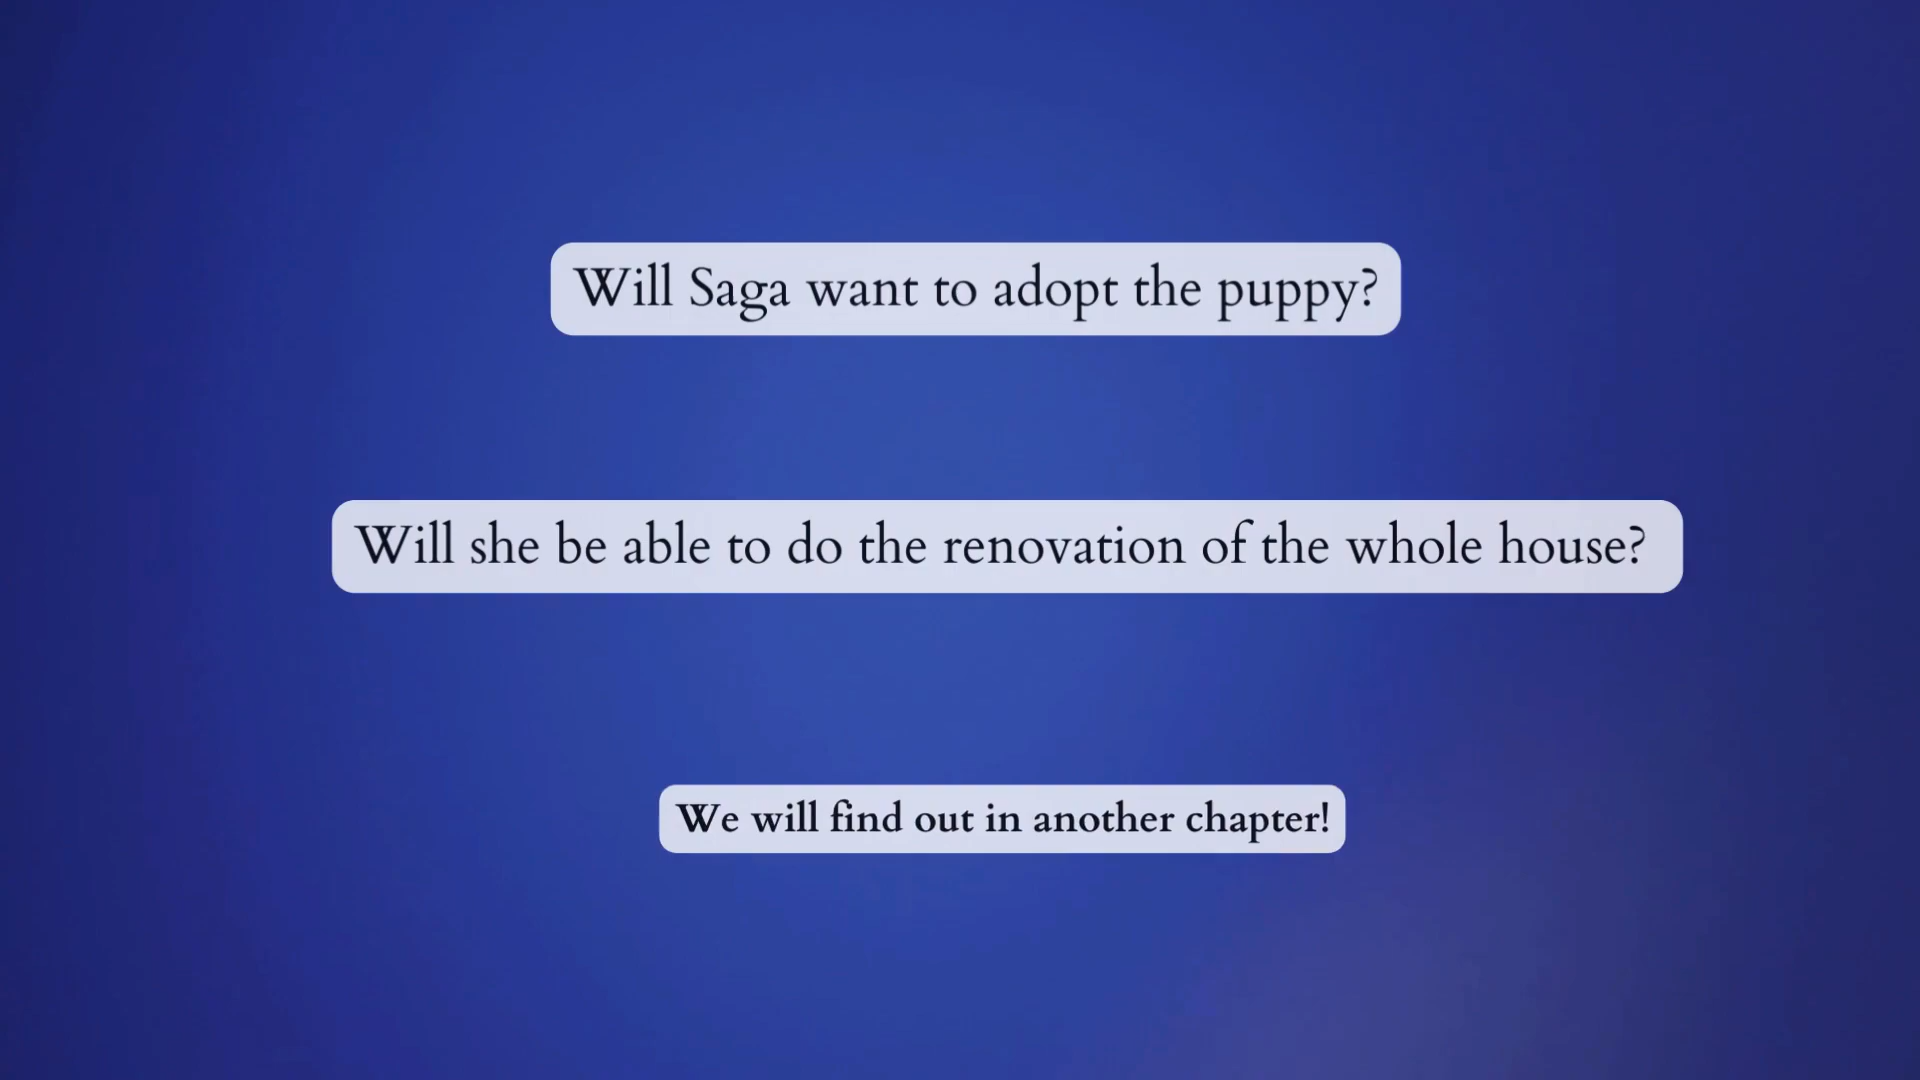 Will Saga want to adopt the puppy?
Will she be able to do the renovation of the whole house?
We will find out in another chapter!